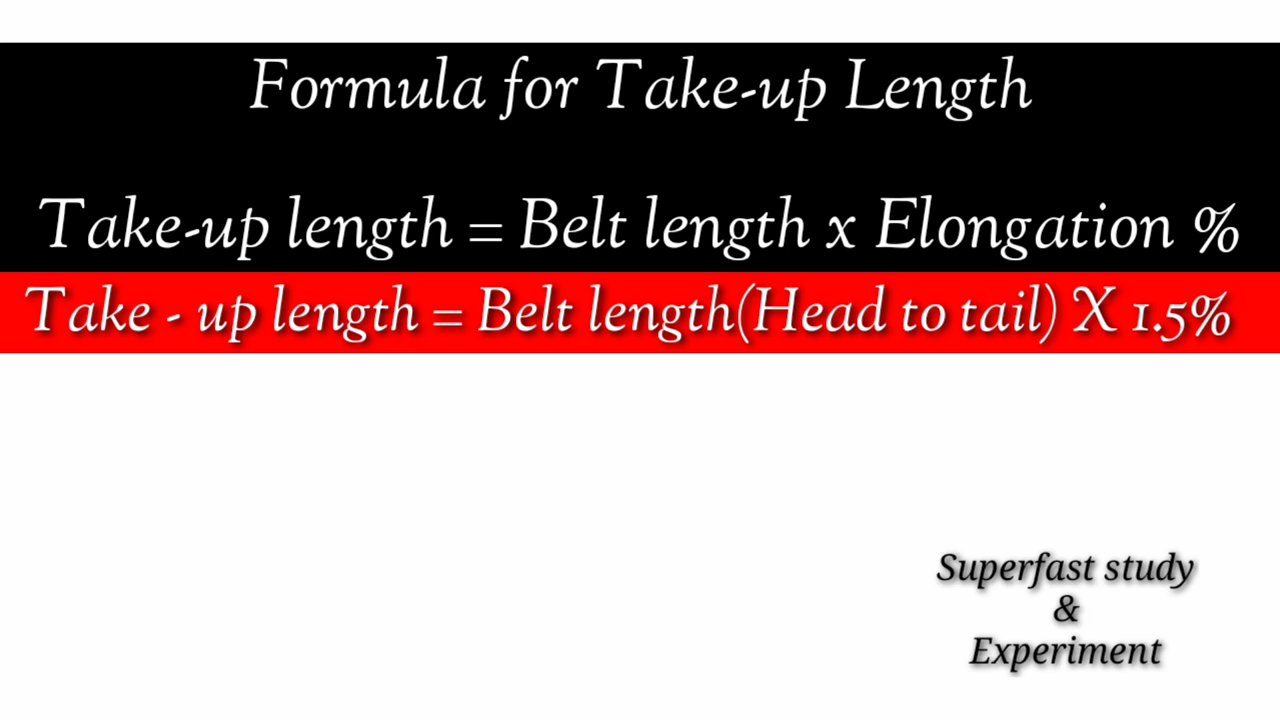 Formula for Take-up Length
Take-up length = Belt length x Elongation %
Take - up length = Belt length(Head to tail) X 1.5%
Superfast study
&
Experiment